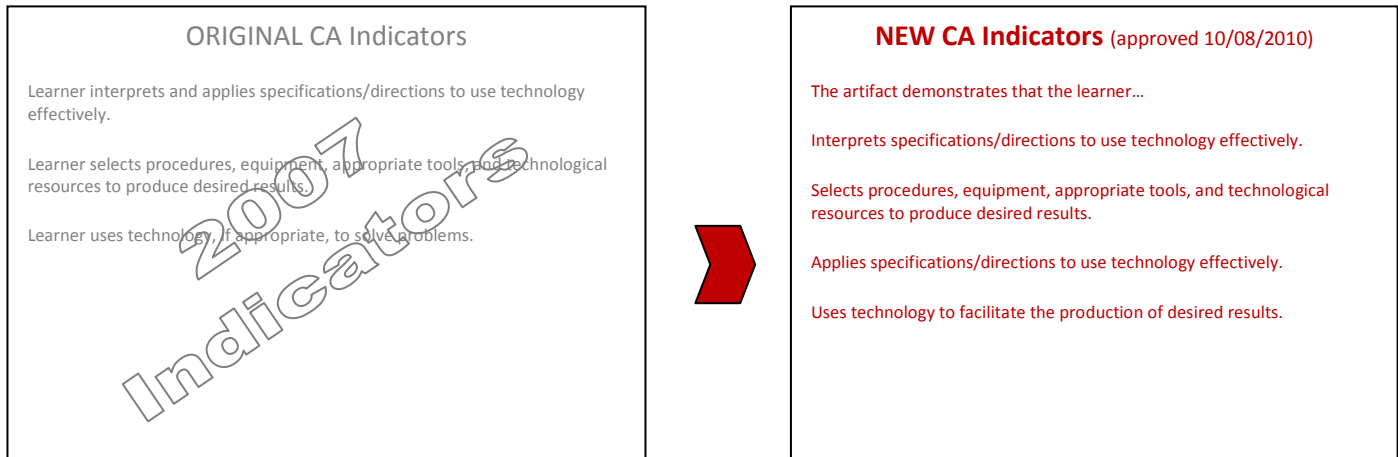 ORIGINAL CA Indicators
Learner interprets and applies specifications/directions to use technology
effectively.
Learner selects procedures, equipment, appropriate tools, and technological
resources to produce desired results.
Learner uses technology, if appropriate, to solve problems.
2007
Indicators
NEW CA Indicators (approved 10/08/2010)
The artifact demonstrates that the learner…
Interprets specifications/directions to use technology effectively.
Selects procedures, equipment, appropriate tools, and technological
resources to produce desired results.
Applies specifications/directions to use technology effectively.
Uses technology to facilitate the production of desired results.